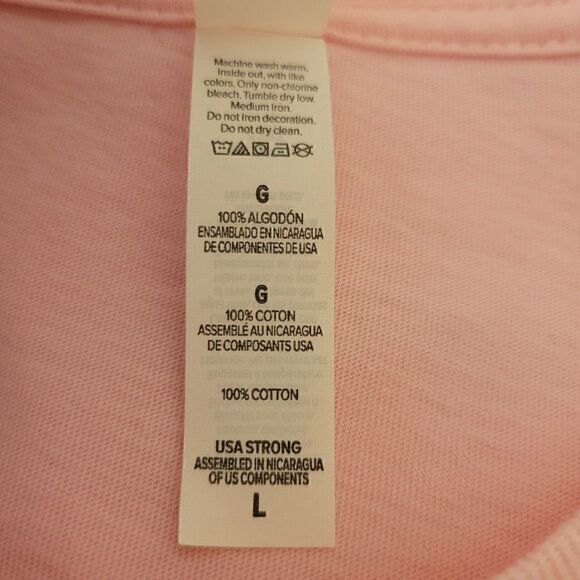 Machine wash warm,
Inside out, with like
colors. Only non-chlorine
bleach. Tumble dry low.
Medium iron.
Do not iron decoration.
Do not dry clean.
G
100% ALGODÓN
ENSAMBLADO EN NICARAGUA
DE COMPONENTES DE USA
G
100% COTON
ASSEMBLÉ AU NICARAGUA
DE COMPOSANTS USA
100% COTTON
USA STRONG
ASSEMBLED IN NICARAGUA
OF US COMPONENTS
L